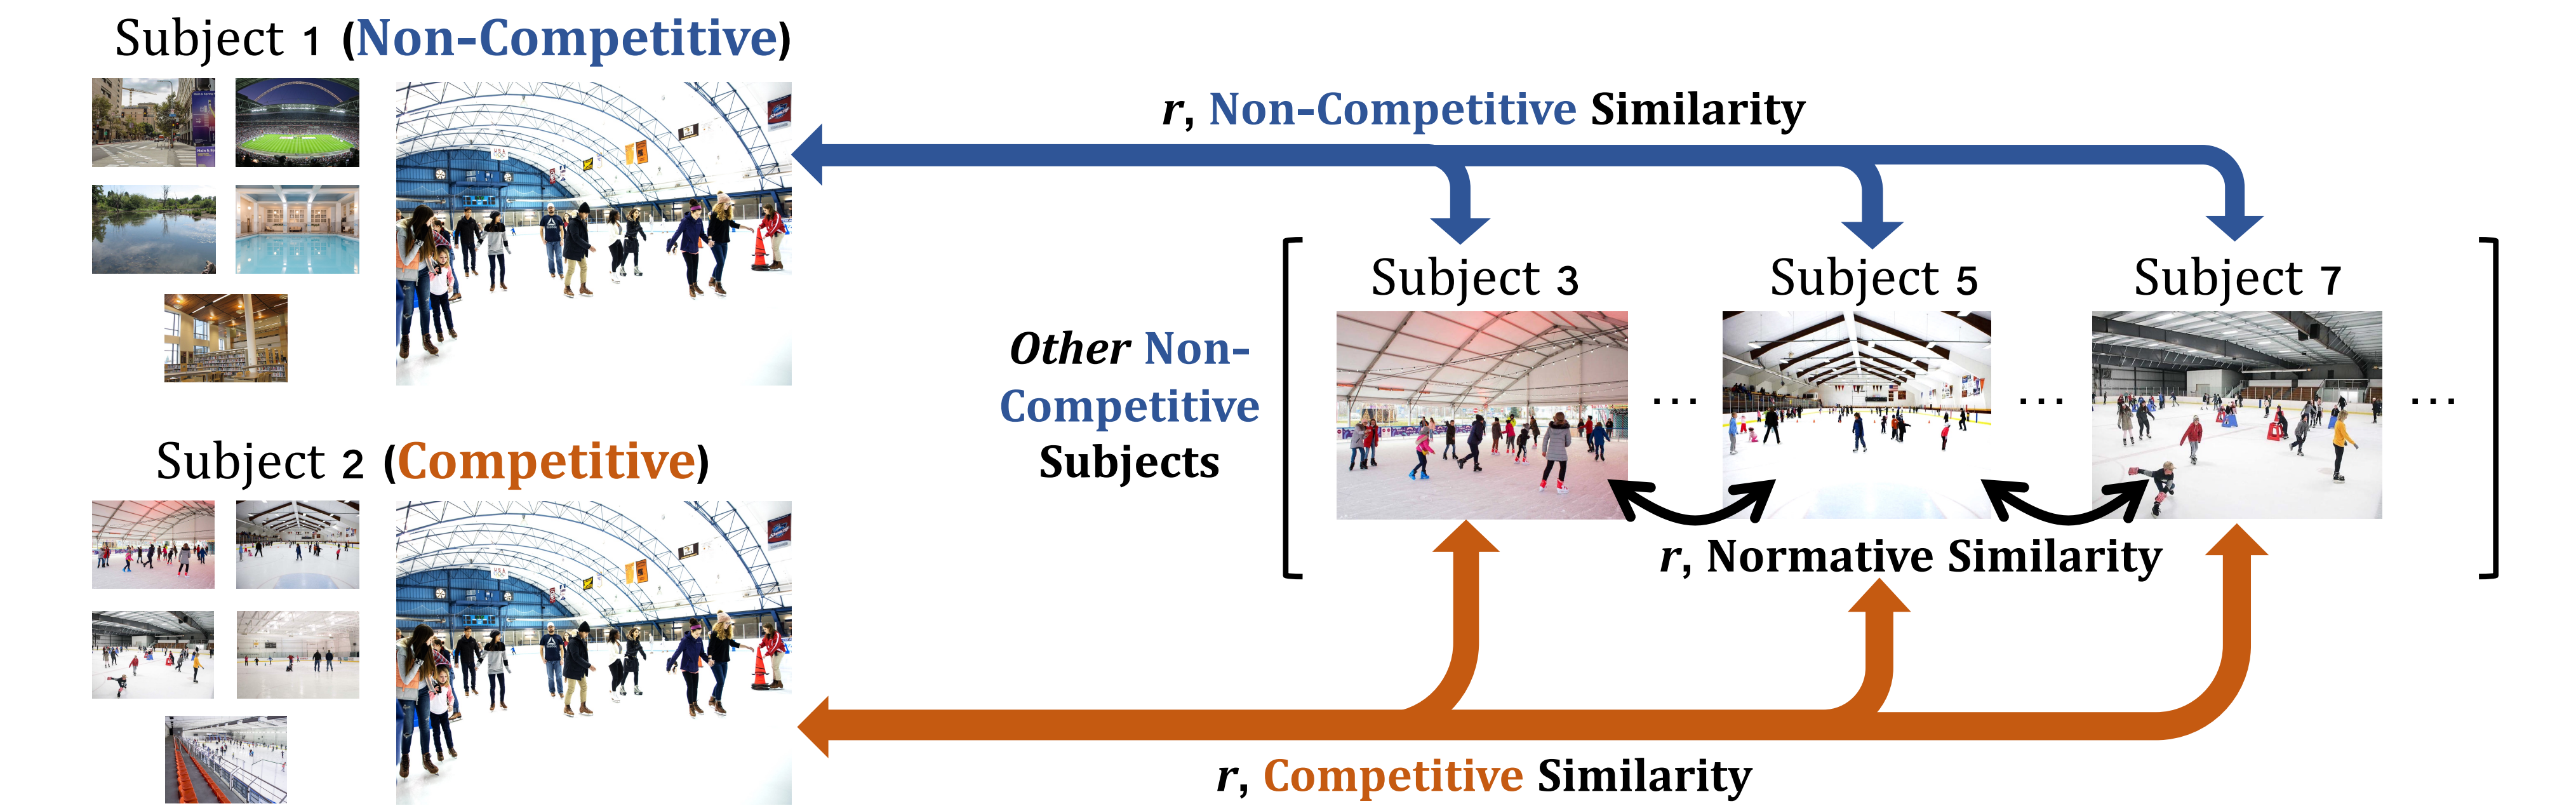 Subject 1 (Non-Competitive)
r, Non-Competitive Similarity
Subject 3
Subject 5
Subject 7
Other Non-
Competitive
Subjects
... ... ...
r, Normative Similarity
Subject 2 (Competitive)
r, Competitive Similarity